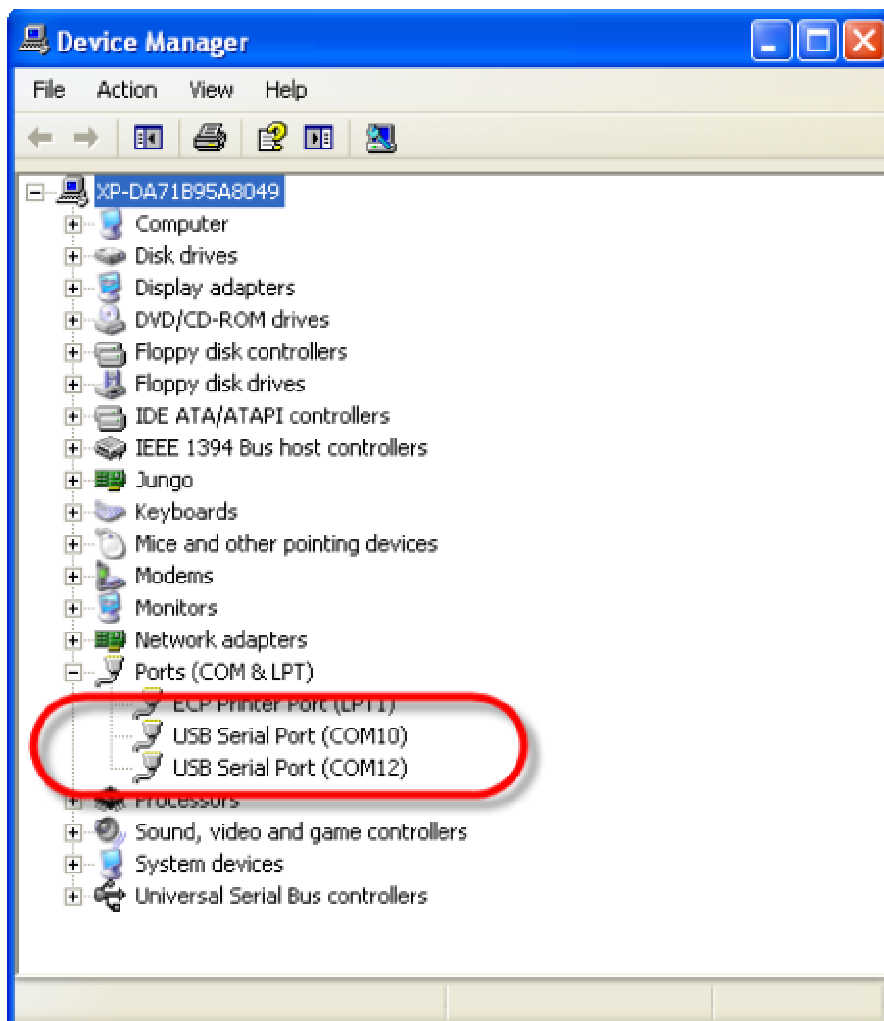 Device Manager
File Action View Help
XP-DA71B95A8049
Computer
Disk drives
Display adapters
DVD/CD-ROM drives
Floppy disk controllers
Floppy disk drives
IDE ATA/ATAPI controllers
IEEE 1394 Bus host controllers
Jungo
Keyboards
Mice and other pointing devices
Modems
Monitors
Network adapters
Ports (COM & LPT)
ECP Printer Port (LPT1)
USB Serial Port (COM10)
USB Serial Port (COM12)
Processors
Sound, video and game controllers
System devices
Universal Serial Bus controllers